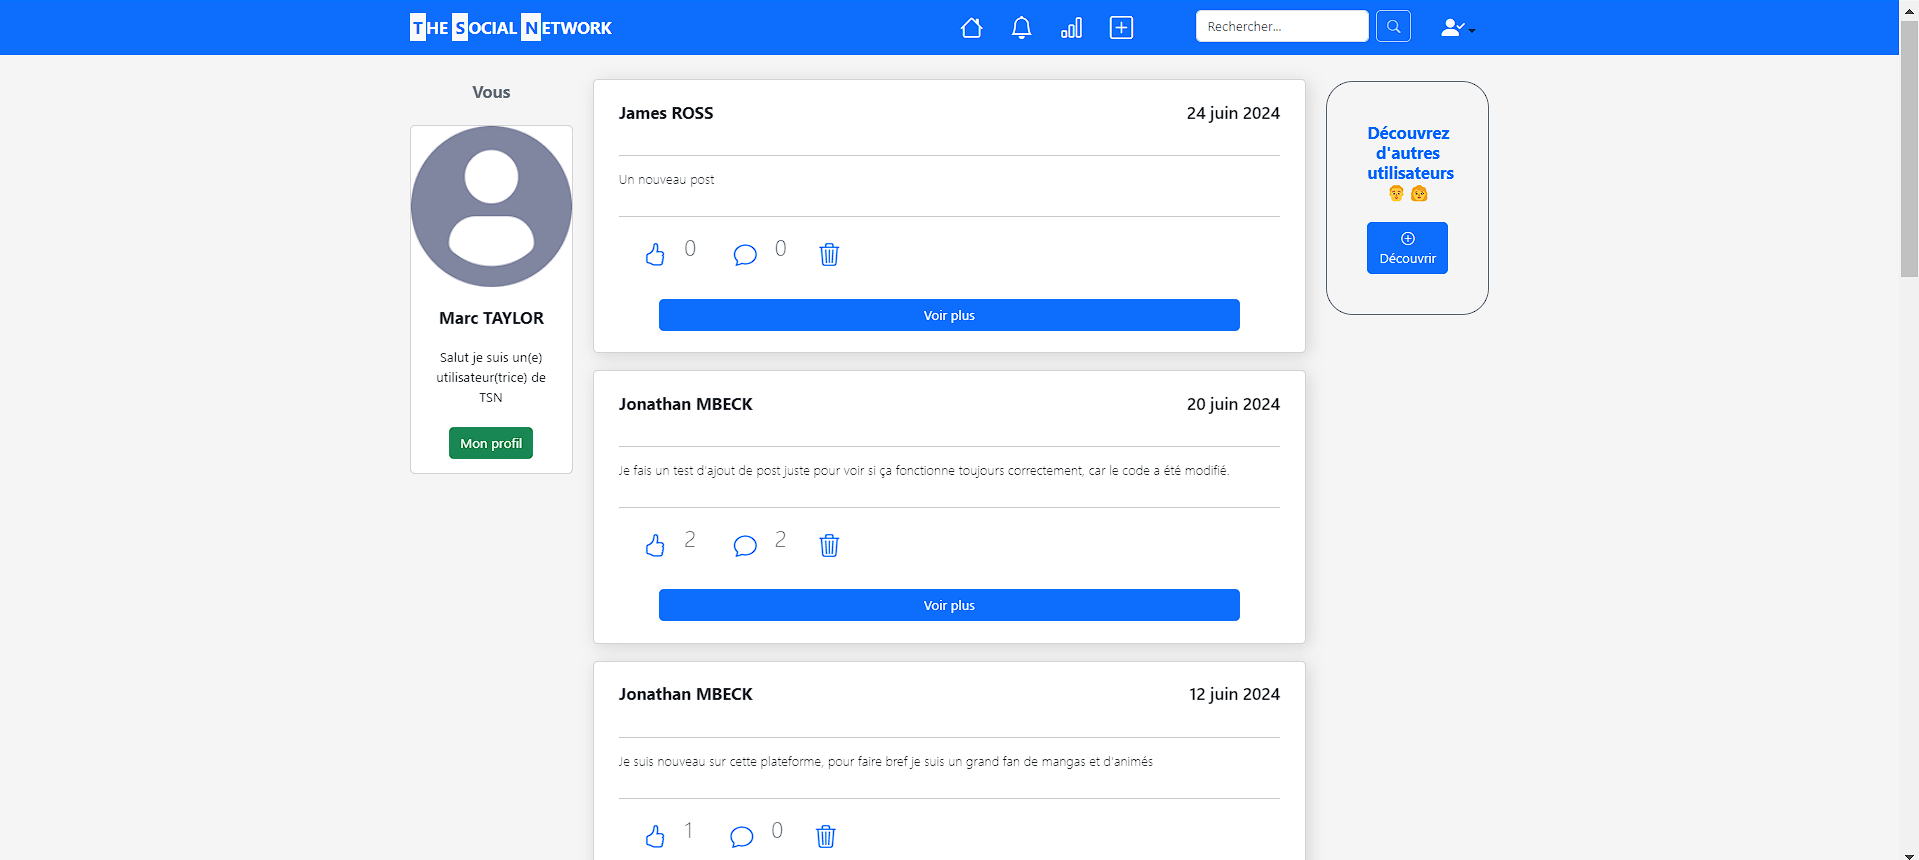 THE SOCIAL NETWORK
Rechercher...
Vous
Marc TAYLOR
Salut je suis un(e)
utilisateur(trice) de
TSN
Mon profil
James ROSS
24 juin 2024
Un nouveau post
0
0
Voir plus
Jonathan MBECK
20 juin 2024
Je fais un test d'ajout de post juste pour voir si ça fonctionne toujours correctement, car le code a été modifié.
2
2
Voir plus
Jonathan MBECK
12 juin 2024
Je suis nouveau sur cette plateforme, pour faire bref je suis un grand fan de mangas et d'animés
1
0
Découvrez
d'autres
utilisateurs
Découvrir